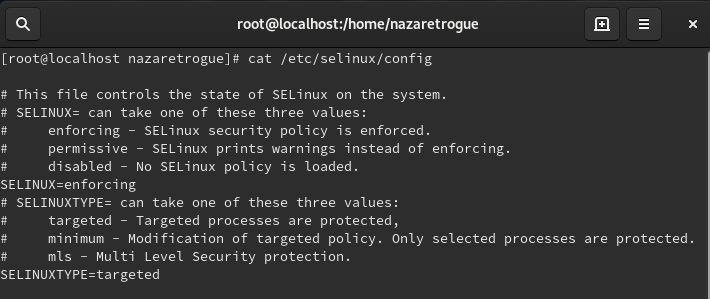 root@localhost:/home/nazaretrogue
[root@localhost nazaretrogue]# cat /etc/selinux/config

# This file controls the state of SELinux on the system.
# SELINUX= can take one of these three values:
#     enforcing - SELinux security policy is enforced.
#     permissive - SELinux prints warnings instead of enforcing.
#     disabled - No SELinux policy is loaded.
SELINUX=enforcing
# SELINUXTYPE= can take one of these three values:
#     targeted - Targeted processes are protected,
#     minimum - Modification of targeted policy. Only selected processes are protected.
#     mls - Multi Level Security protection.
SELINUXTYPE=targeted